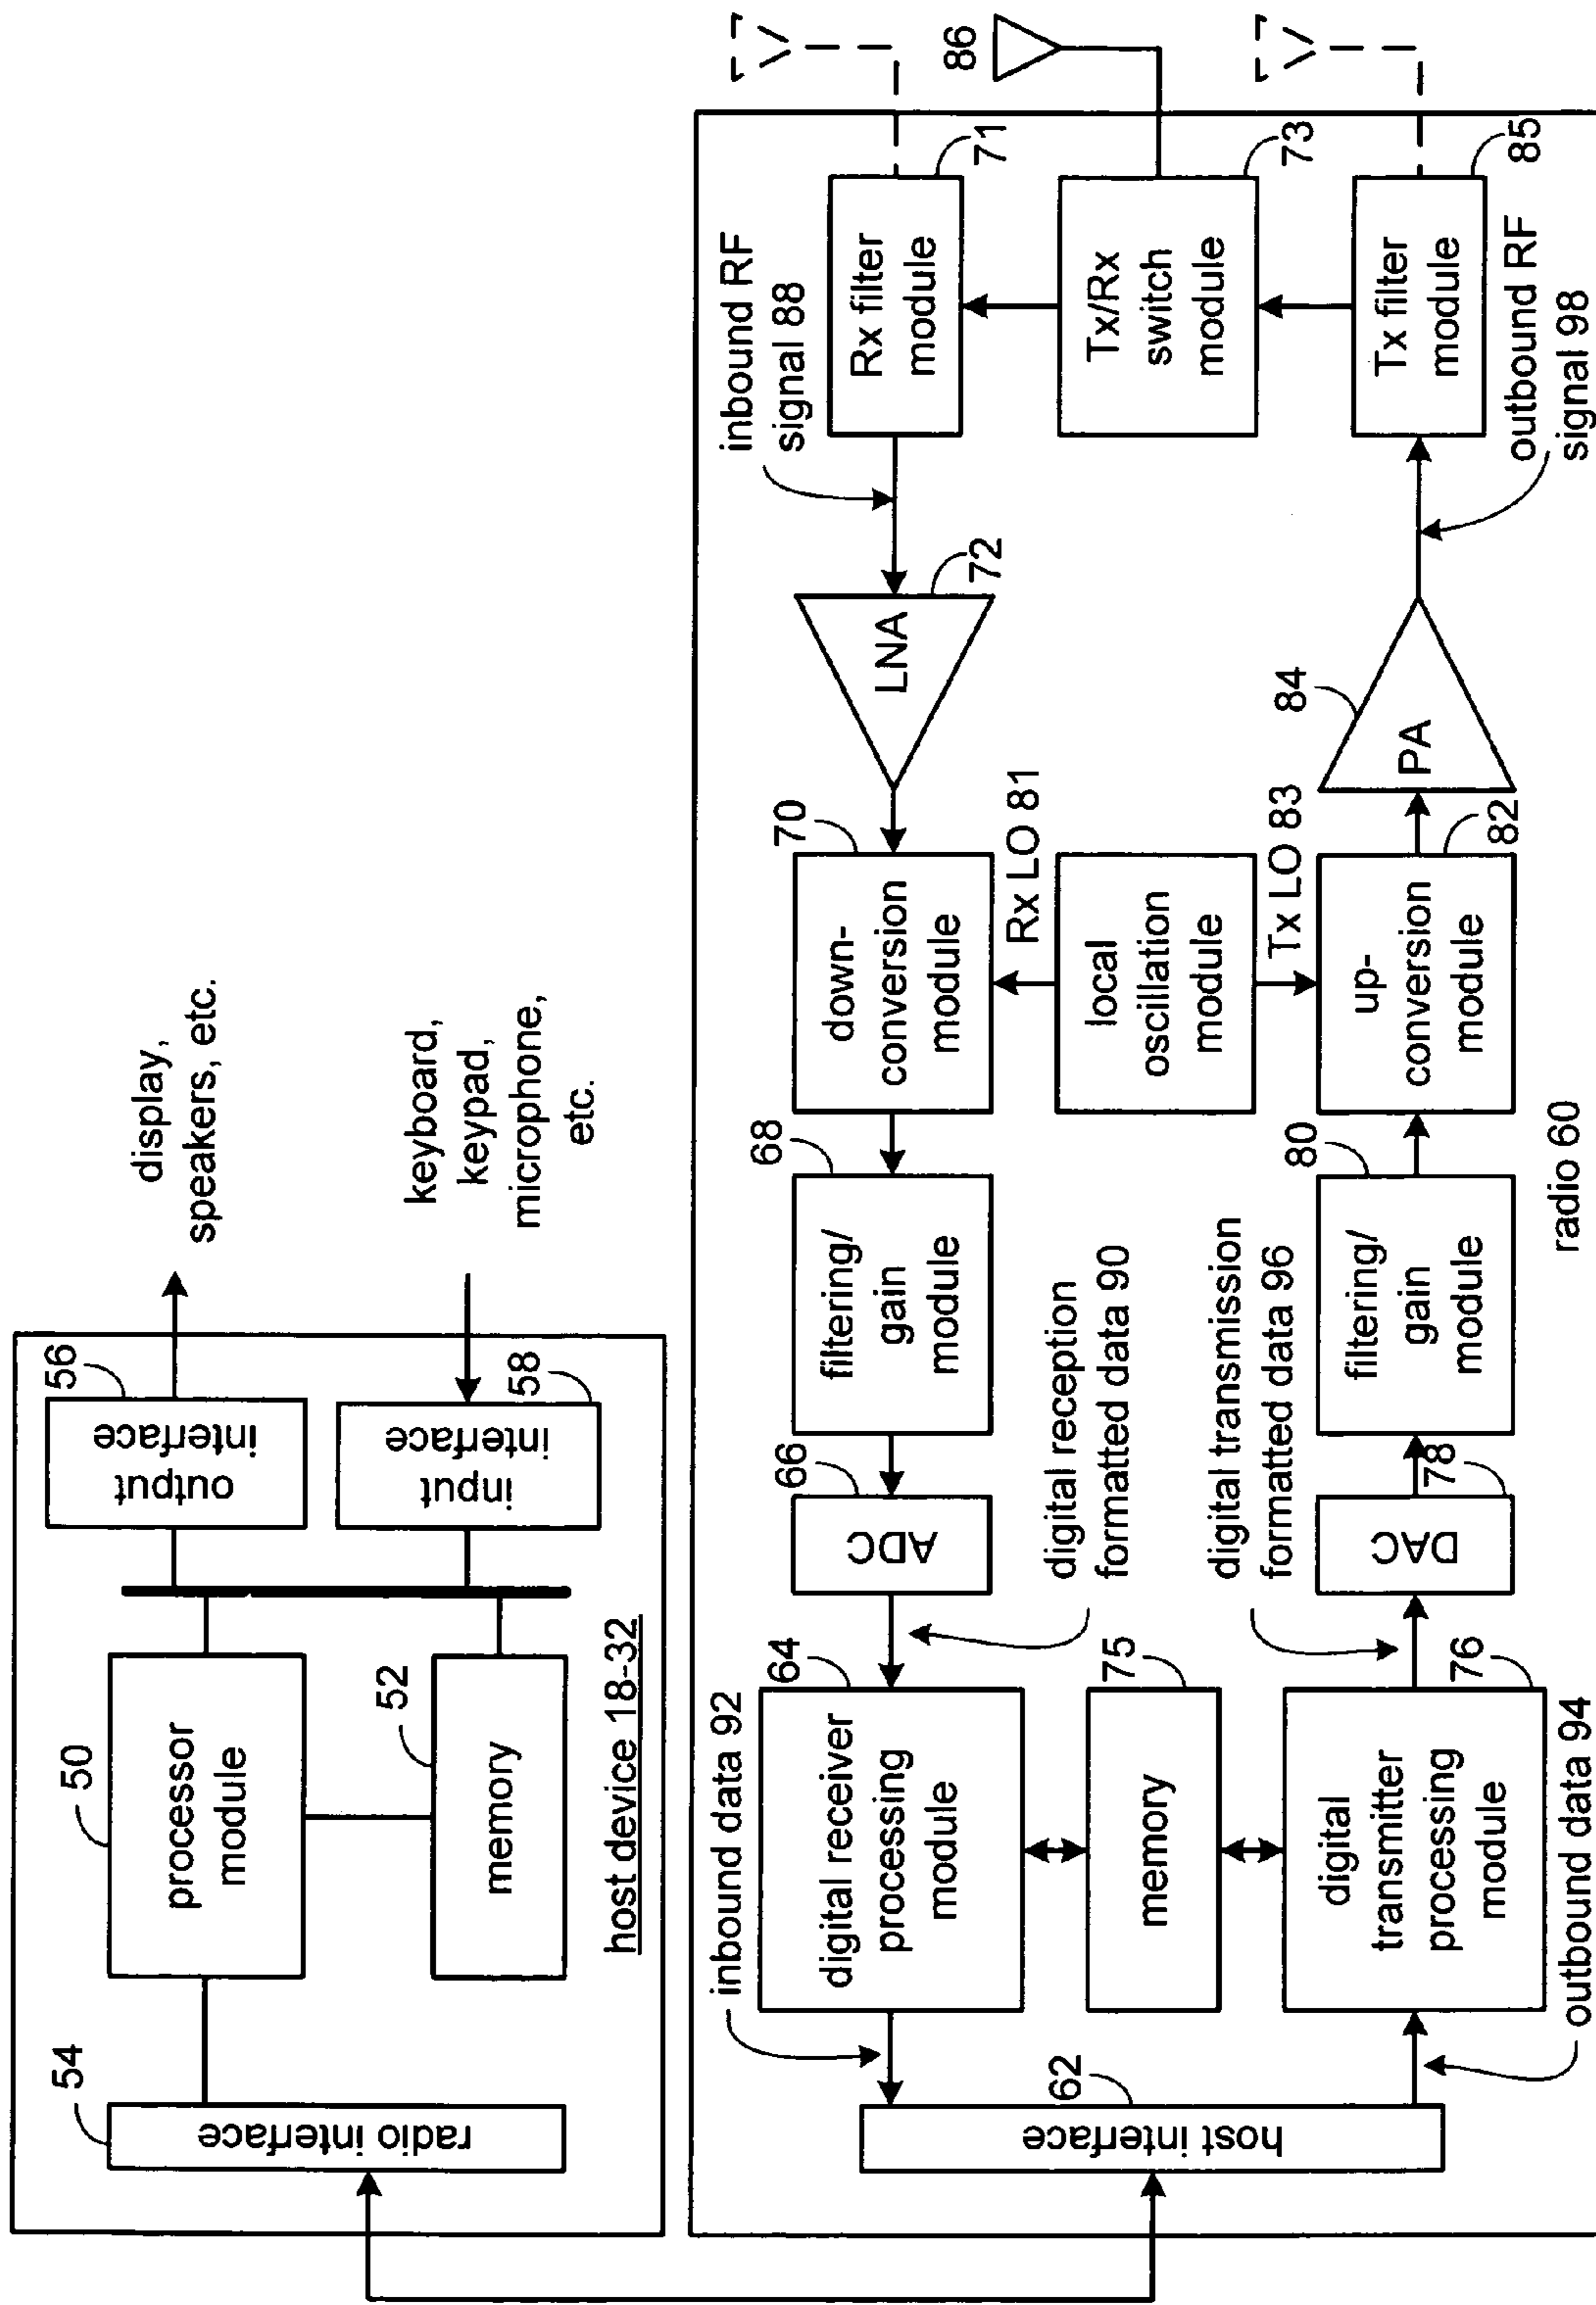 display,
speakers, etc.
keyboard,
keypad,
microphone,
etc.
54
radio interface
50
processor
module
52
memory
56
output
interface
58
input
interface
host device 18-32
inbound data 92
64
digital receiver
processing
module
66
ADC
68
filtering/
gain
module
70
down-
conversion
module
LNA
72
inbound RF
signal 88
Rx filter
module
71
86
62
host interface
75
memory
digital reception
formatted data 90
Rx LO 81
local
oscillation
module
Tx LO 83
Tx/Rx
switch
module
73
digital transmission
formatted data 96
76
digital
transmitter
processing
module
78
DAC
80
filtering/
gain
module
82
up-
conversion
module
84
PA
Tx filter
module
85
outbound RF
signal 98
outbound data 94
radio 60